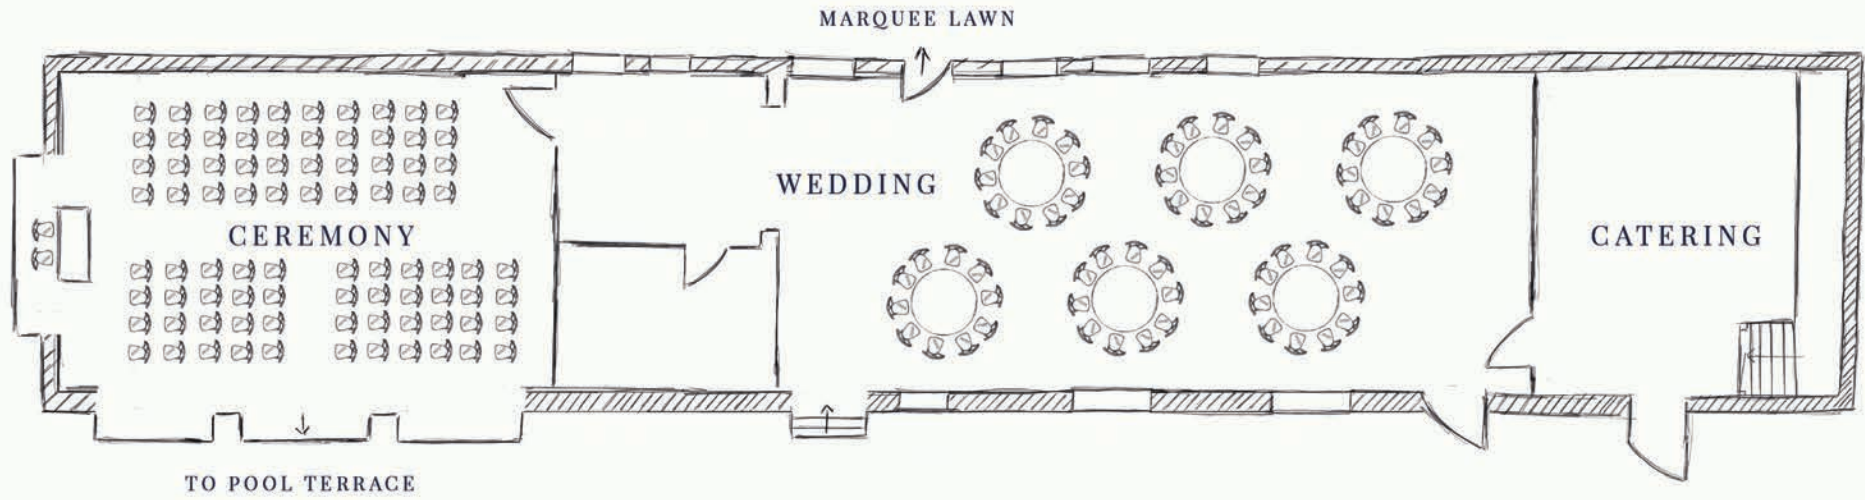 MARQUEE LAWN
WEDDING
CEREMONY
CATERING
TO POOL TERRACE